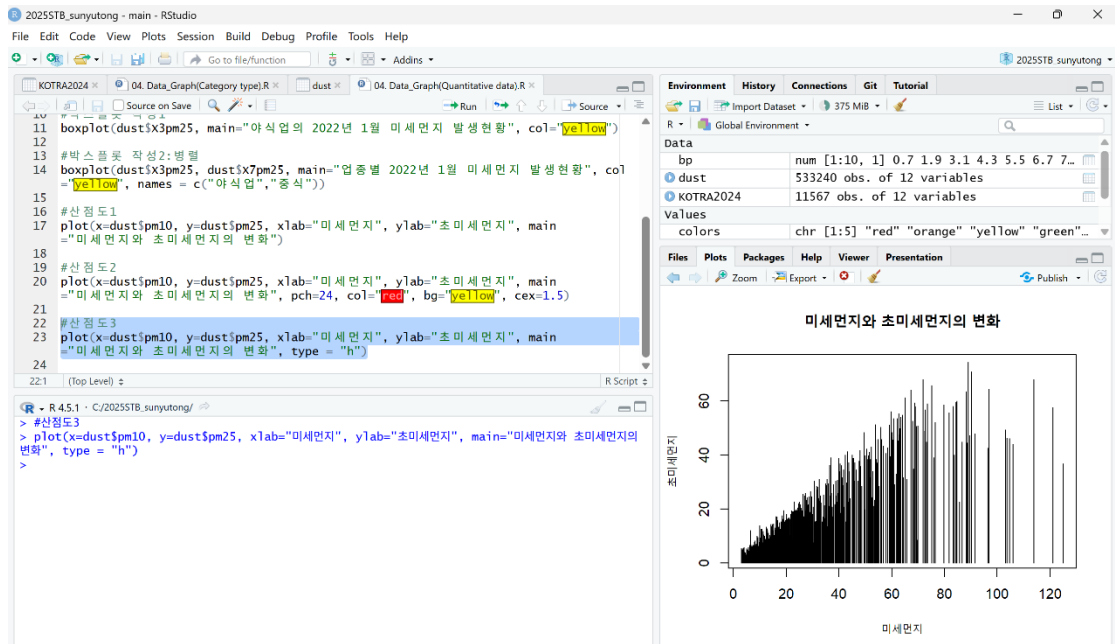 2025STB_sunyutong - main - RStudio
File Edit Code View Plots Session Build Debug Profile Tools Help
Go to file/function Addins 2025STB_sunyutong
KOTRA2024 04. Data_Graph(Category type).R dust 04. Data_Graph(Quantitative data).R
Source on Save Run Source
10
11 boxplot(dust$X3pm25, main="야식업의 2022년 1월 미세먼지 발생현황", col="yellow")
12
13 #박스플롯 작성2:병렬
14 boxplot(dust$X3pm25, dust$X7pm25, main="업종별 2022년 1월 미세먼지 발생현황", col
="yellow", names = c("야식업","중식"))
15
16 #산점도1
17 plot(x=dust$pm10, y=dust$pm25, xlab="미세먼지", ylab="초미세먼지", main
="미세먼지와 초미세먼지의 변화")
18
19 #산점도2
20 plot(x=dust$pm10, y=dust$pm25, xlab="미세먼지", ylab="초미세먼지", main
="미세먼지와 초미세먼지의 변화", pch=24, col="red", bg="yellow", cex=1.5)
21
22 #산점도3
23 plot(x=dust$pm10, y=dust$pm25, xlab="미세먼지", ylab="초미세먼지", main
="미세먼지와 초미세먼지의 변화", type = "h")
24
22:1 (Top Level) R Script
R 4.5.1 · C:/2025STB_sunyutong/
> #산점도3
> plot(x=dust$pm10, y=dust$pm25, xlab="미세먼지", ylab="초미세먼지", main="미세먼지와 초미세먼지의
변화", type = "h")
>
Environment History Connections Git Tutorial
Import Dataset 375 MiB List
R Global Environment
Data
bp num [1:10, 1] 0.7 1.9 3.1 4.3 5.5 6.7 7…
dust 533240 obs. of 12 variables
KOTRA2024 11567 obs. of 12 variables
Values
colors chr [1:5] "red" "orange" "yellow" "green"…
Files Plots Packages Help Viewer Presentation
Zoom Export Publish
미세먼지와 초미세먼지의 변화
60
40
20
0
초미세먼지
0 20 40 60 80 100 120
미세먼지